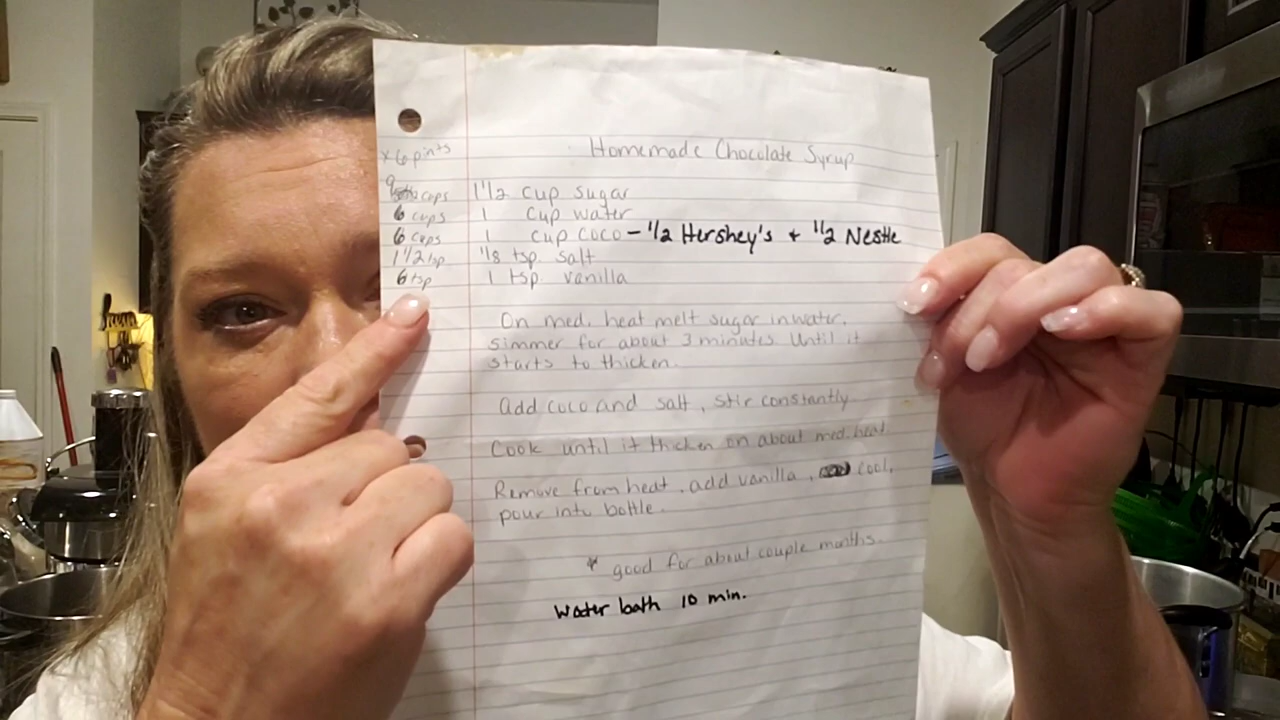 Homemade Chocolate Syrup
x 6 pints
9 cups 1 1/2 cup sugar
6 cups 1 cup water
6 cups 1 cup coco - 1/2 Hershey's + 1/2 Nestle
1 1/2 tsp 1/8 tsp. salt
6 tsp 1 tsp. vanilla
On med. heat melt sugar in water,
simmer for about 3 minutes until it
starts to thicken.
Add coco and salt, stir constantly
Cook until it thicken on about med. heat
Remove from heat, add vanilla, cool,
pour into bottle.
* good for about couple months.
Water bath 10 min.